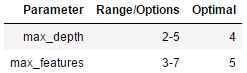 Parameter Range/Options Optimal
max_depth 2-5 4
max_features 3-7 5